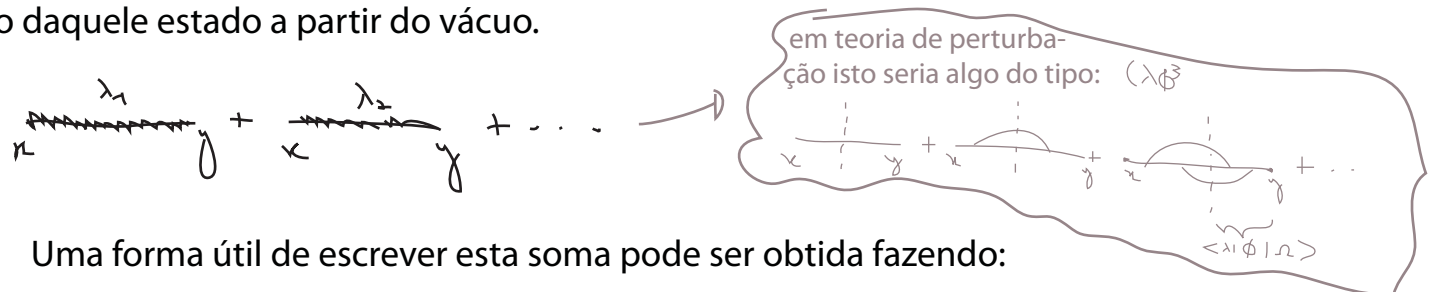 o daquele estado a partir do vácuo.
em teoria de perturba-
ção isto seria algo do tipo: (λϕ³
λ₁ λ₂
x y + x y + . . .
x y + x y + x y + . . .
<λ|ϕ|Ω>
Uma forma útil de escrever esta soma pode ser obtida fazendo: